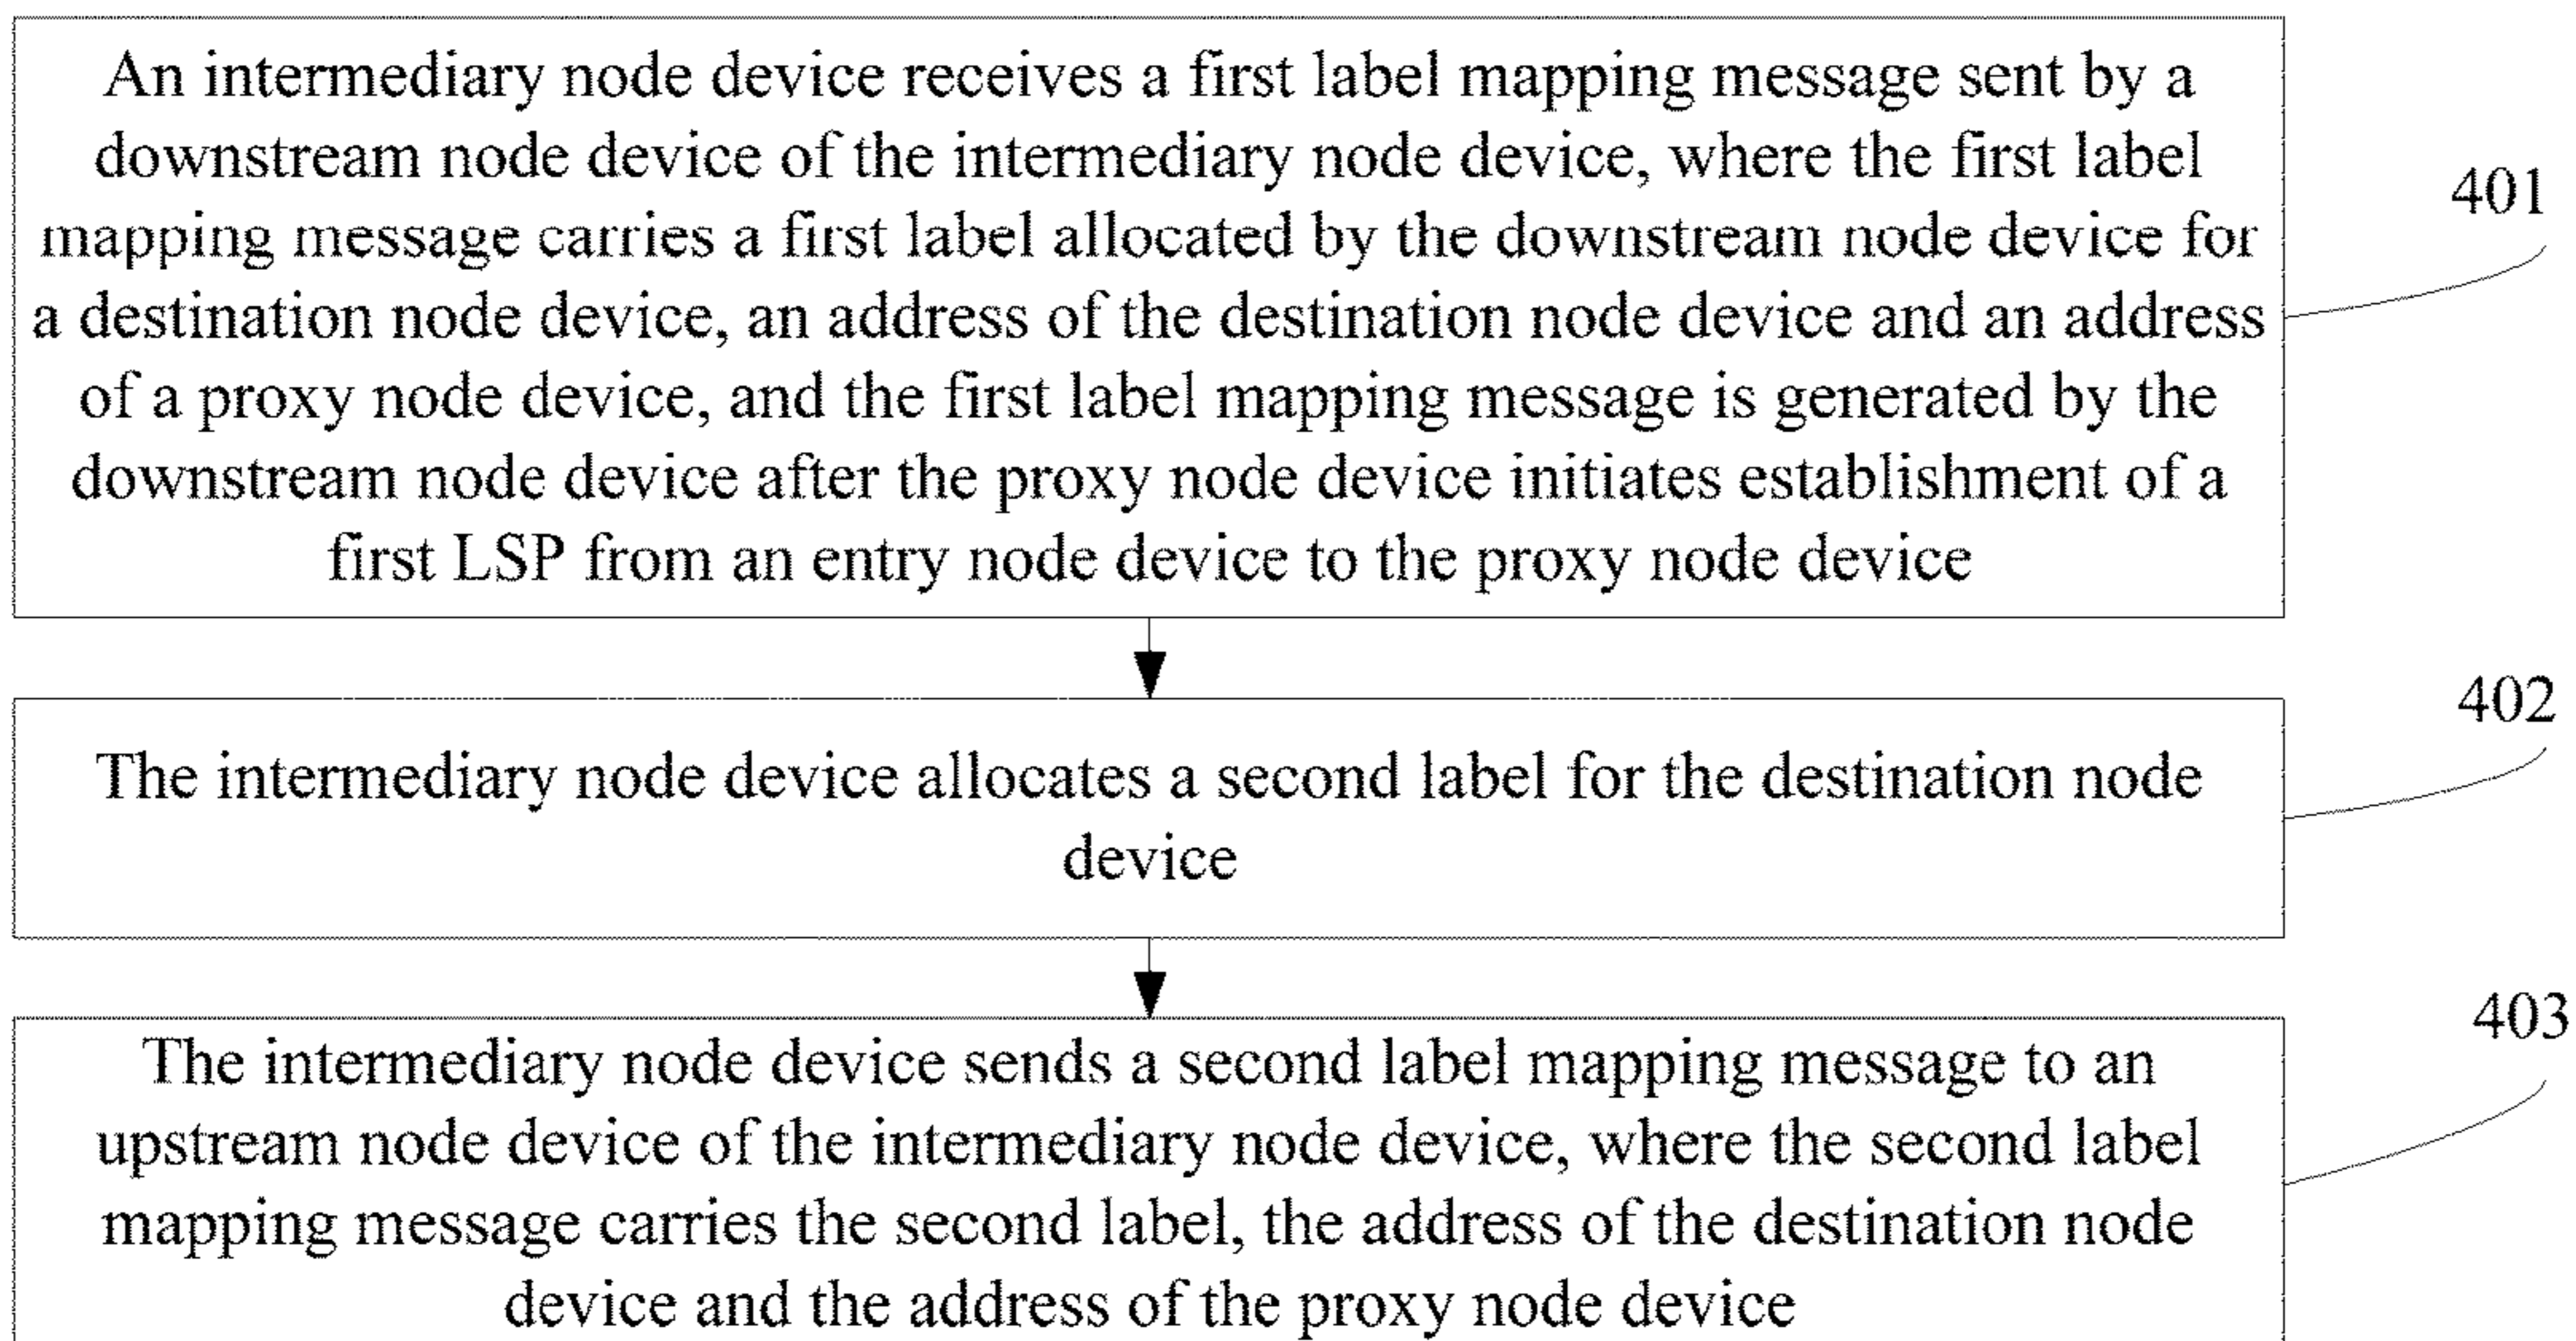 An intermediary node device receives a first label mapping message sent by a
downstream node device of the intermediary node device, where the first label
mapping message carries a first label allocated by the downstream node device for
a destination node device, an address of the destination node device and an address
of a proxy node device, and the first label mapping message is generated by the
downstream node device after the proxy node device initiates establishment of a
first LSP from an entry node device to the proxy node device
401
The intermediary node device allocates a second label for the destination node
device
402
The intermediary node device sends a second label mapping message to an
upstream node device of the intermediary node device, where the second label
mapping message carries the second label, the address of the destination node
device and the address of the proxy node device
403